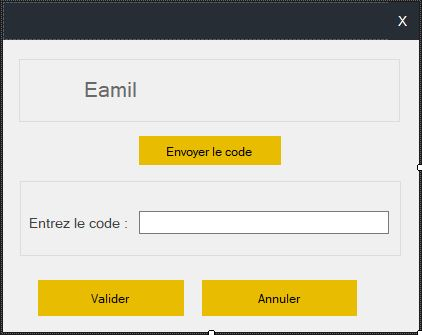 X
Eamil
Envoyer le code
Entrez le code :
Valider
Annuler